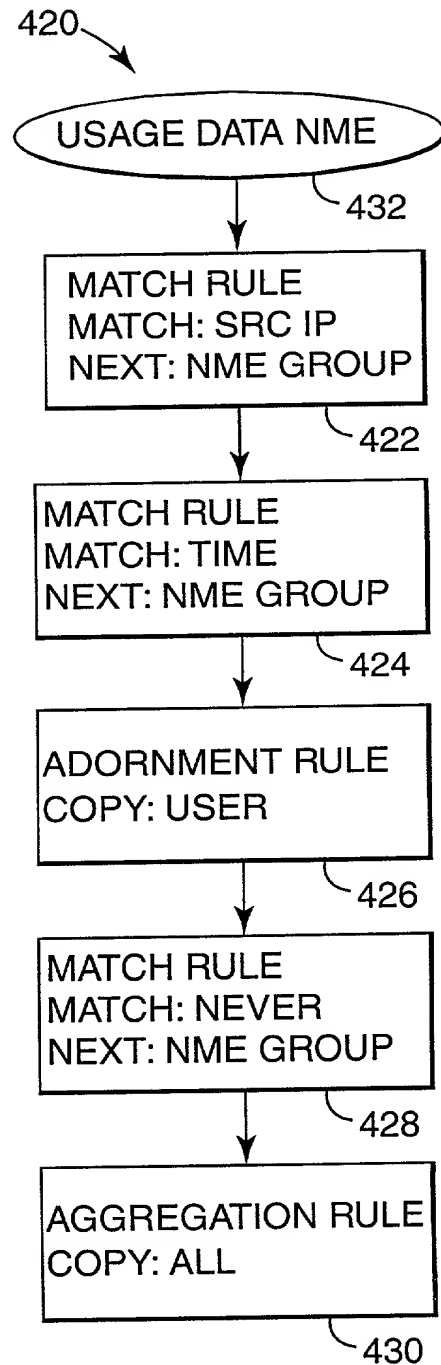 420
USAGE DATA NME
432
MATCH RULE
MATCH: SRC IP
NEXT: NME GROUP
422
MATCH RULE
MATCH: TIME
NEXT: NME GROUP
424
ADORNMENT RULE
COPY: USER
426
MATCH RULE
MATCH: NEVER
NEXT: NME GROUP
428
AGGREGATION RULE
COPY: ALL
430